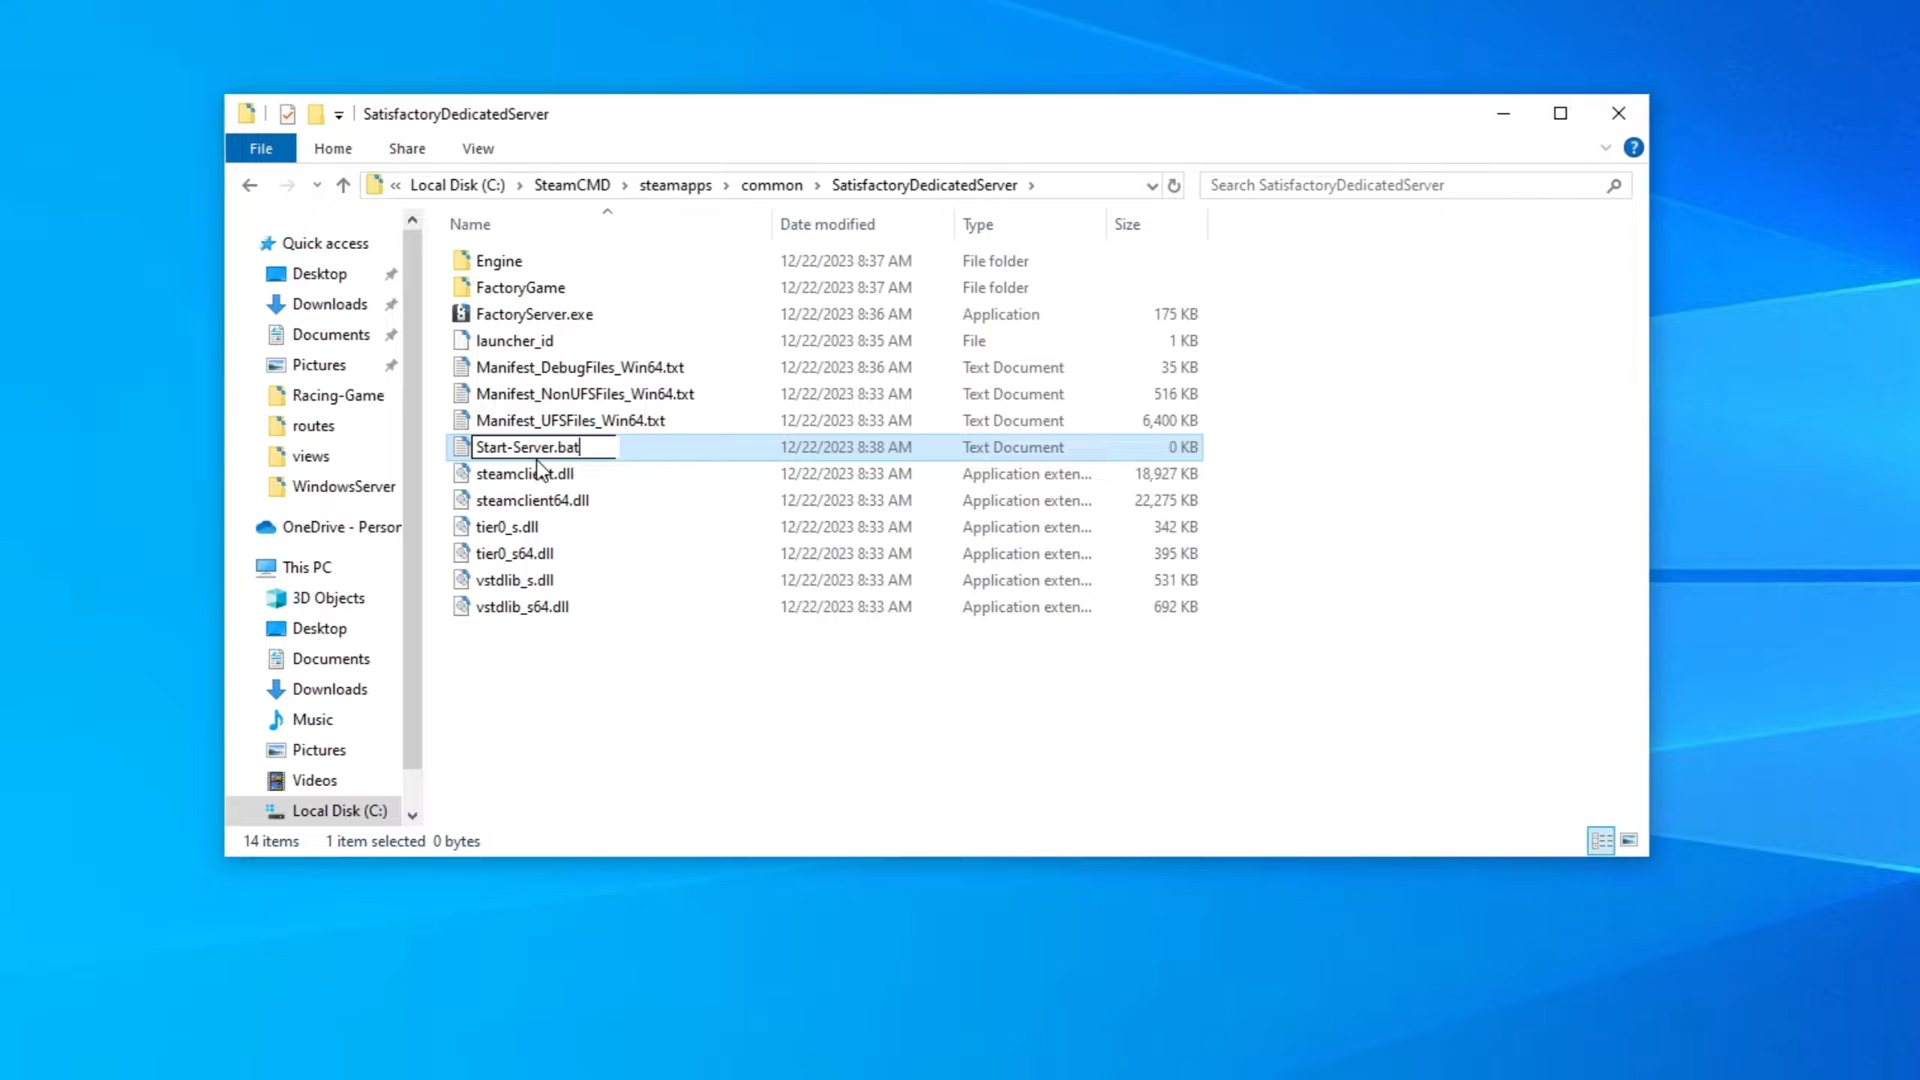 SatisfactoryDedicatedServer
File Home Share View
« Local Disk (C:) › SteamCMD › steamapps › common › SatisfactoryDedicatedServer ›
Search SatisfactoryDedicatedServer
Quick access
Desktop
Downloads
Documents
Pictures
Racing-Game
routes
views
WindowsServer
OneDrive - Person
This PC
3D Objects
Desktop
Documents
Downloads
Music
Pictures
Videos
Local Disk (C:)
Name Date modified Type Size
Engine 12/22/2023 8:37 AM File folder
FactoryGame 12/22/2023 8:37 AM File folder
FactoryServer.exe 12/22/2023 8:36 AM Application 175 KB
launcher_id 12/22/2023 8:35 AM File 1 KB
Manifest_DebugFiles_Win64.txt 12/22/2023 8:36 AM Text Document 35 KB
Manifest_NonUFSFiles_Win64.txt 12/22/2023 8:33 AM Text Document 516 KB
Manifest_UFSFiles_Win64.txt 12/22/2023 8:33 AM Text Document 6,400 KB
Start-Server.bat 12/22/2023 8:38 AM Text Document 0 KB
steamclient.dll 12/22/2023 8:33 AM Application exten... 18,927 KB
steamclient64.dll 12/22/2023 8:33 AM Application exten... 22,275 KB
tier0_s.dll 12/22/2023 8:33 AM Application exten... 342 KB
tier0_s64.dll 12/22/2023 8:33 AM Application exten... 395 KB
vstdlib_s.dll 12/22/2023 8:33 AM Application exten... 531 KB
vstdlib_s64.dll 12/22/2023 8:33 AM Application exten... 692 KB
14 items 1 item selected 0 bytes